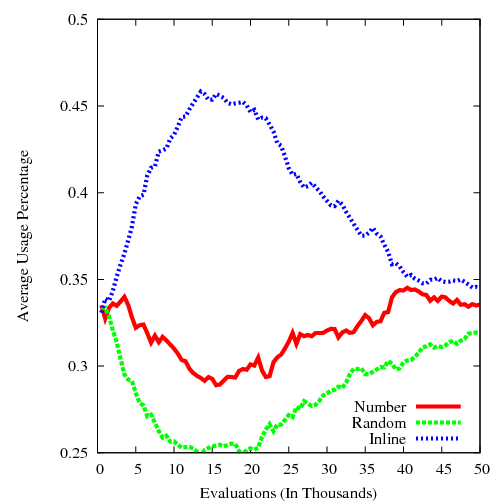 0.5
0.45
0.4
0.35
0.3
0.25
Average Usage Percentage
Number
Random
Inline
0 5 10 15 20 25 30 35 40 45 50
Evaluations (In Thousands)